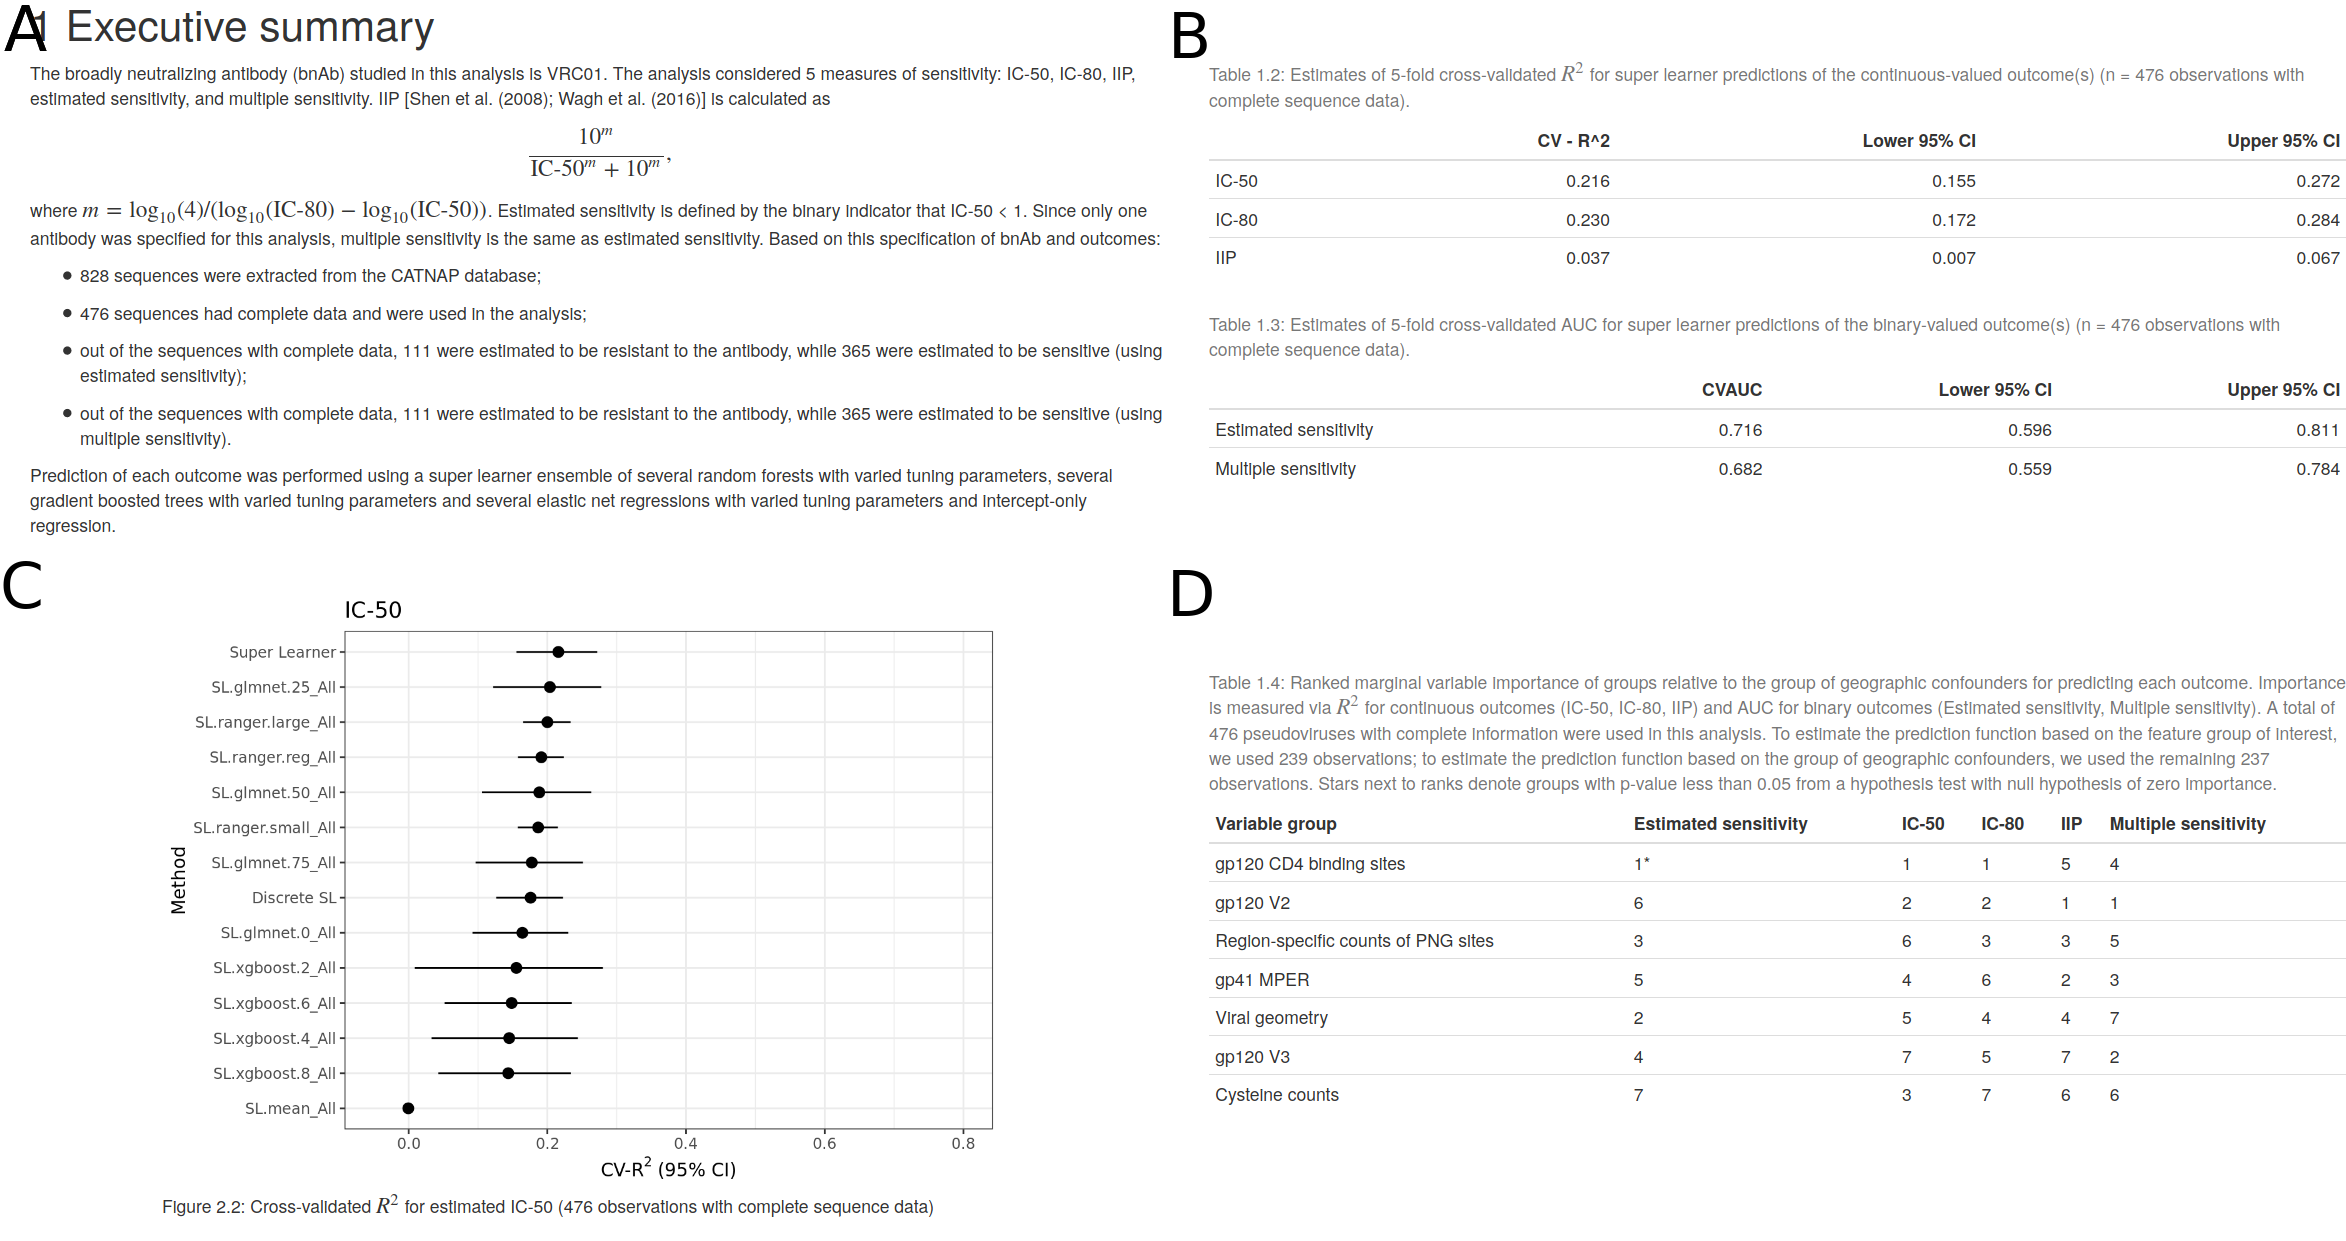 A
1 Executive summary
The broadly neutralizing antibody (bnAb) studied in this analysis is VRC01. The analysis considered 5 measures of sensitivity: IC-50, IC-80, IIP,
estimated sensitivity, and multiple sensitivity. IIP [Shen et al. (2008); Wagh et al. (2016)] is calculated as
10^m
IC-50^m + 10^m ,
where m = log₁₀(4)/(log₁₀(IC-80) − log₁₀(IC-50)). Estimated sensitivity is defined by the binary indicator that IC-50 < 1. Since only one
antibody was specified for this analysis, multiple sensitivity is the same as estimated sensitivity. Based on this specification of bnAb and outcomes:
● 828 sequences were extracted from the CATNAP database;
● 476 sequences had complete data and were used in the analysis;
● out of the sequences with complete data, 111 were estimated to be resistant to the antibody, while 365 were estimated to be sensitive (using
estimated sensitivity);
● out of the sequences with complete data, 111 were estimated to be resistant to the antibody, while 365 were estimated to be sensitive (using
multiple sensitivity).
Prediction of each outcome was performed using a super learner ensemble of several random forests with varied tuning parameters, several
gradient boosted trees with varied tuning parameters and several elastic net regressions with varied tuning parameters and intercept-only
regression.
B
Table 1.2: Estimates of 5-fold cross-validated R² for super learner predictions of the continuous-valued outcome(s) (n = 476 observations with
complete sequence data).
CV - R^2 Lower 95% CI Upper 95% CI
IC-50 0.216 0.155 0.272
IC-80 0.230 0.172 0.284
IIP 0.037 0.007 0.067
Table 1.3: Estimates of 5-fold cross-validated AUC for super learner predictions of the binary-valued outcome(s) (n = 476 observations with
complete sequence data).
CVAUC Lower 95% CI Upper 95% CI
Estimated sensitivity 0.716 0.596 0.811
Multiple sensitivity 0.682 0.559 0.784
C
IC-50
Method
Super Learner
SL.glmnet.25_All
SL.ranger.large_All
SL.ranger.reg_All
SL.glmnet.50_All
SL.ranger.small_All
SL.glmnet.75_All
Discrete SL
SL.glmnet.0_All
SL.xgboost.2_All
SL.xgboost.6_All
SL.xgboost.4_All
SL.xgboost.8_All
SL.mean_All
0.0 0.2 0.4 0.6 0.8
CV-R² (95% CI)
Figure 2.2: Cross-validated R² for estimated IC-50 (476 observations with complete sequence data)
D
Table 1.4: Ranked marginal variable importance of groups relative to the group of geographic confounders for predicting each outcome. Importance
is measured via R² for continuous outcomes (IC-50, IC-80, IIP) and AUC for binary outcomes (Estimated sensitivity, Multiple sensitivity). A total of
476 pseudoviruses with complete information were used in this analysis. To estimate the prediction function based on the feature group of interest,
we used 239 observations; to estimate the prediction function based on the group of geographic confounders, we used the remaining 237
observations. Stars next to ranks denote groups with p-value less than 0.05 from a hypothesis test with null hypothesis of zero importance.
Variable group Estimated sensitivity IC-50 IC-80 IIP Multiple sensitivity
gp120 CD4 binding sites 1* 1 1 5 4
gp120 V2 6 2 2 1 1
Region-specific counts of PNG sites 3 6 3 3 5
gp41 MPER 5 4 6 2 3
Viral geometry 2 5 4 4 7
gp120 V3 4 7 5 7 2
Cysteine counts 7 3 7 6 6